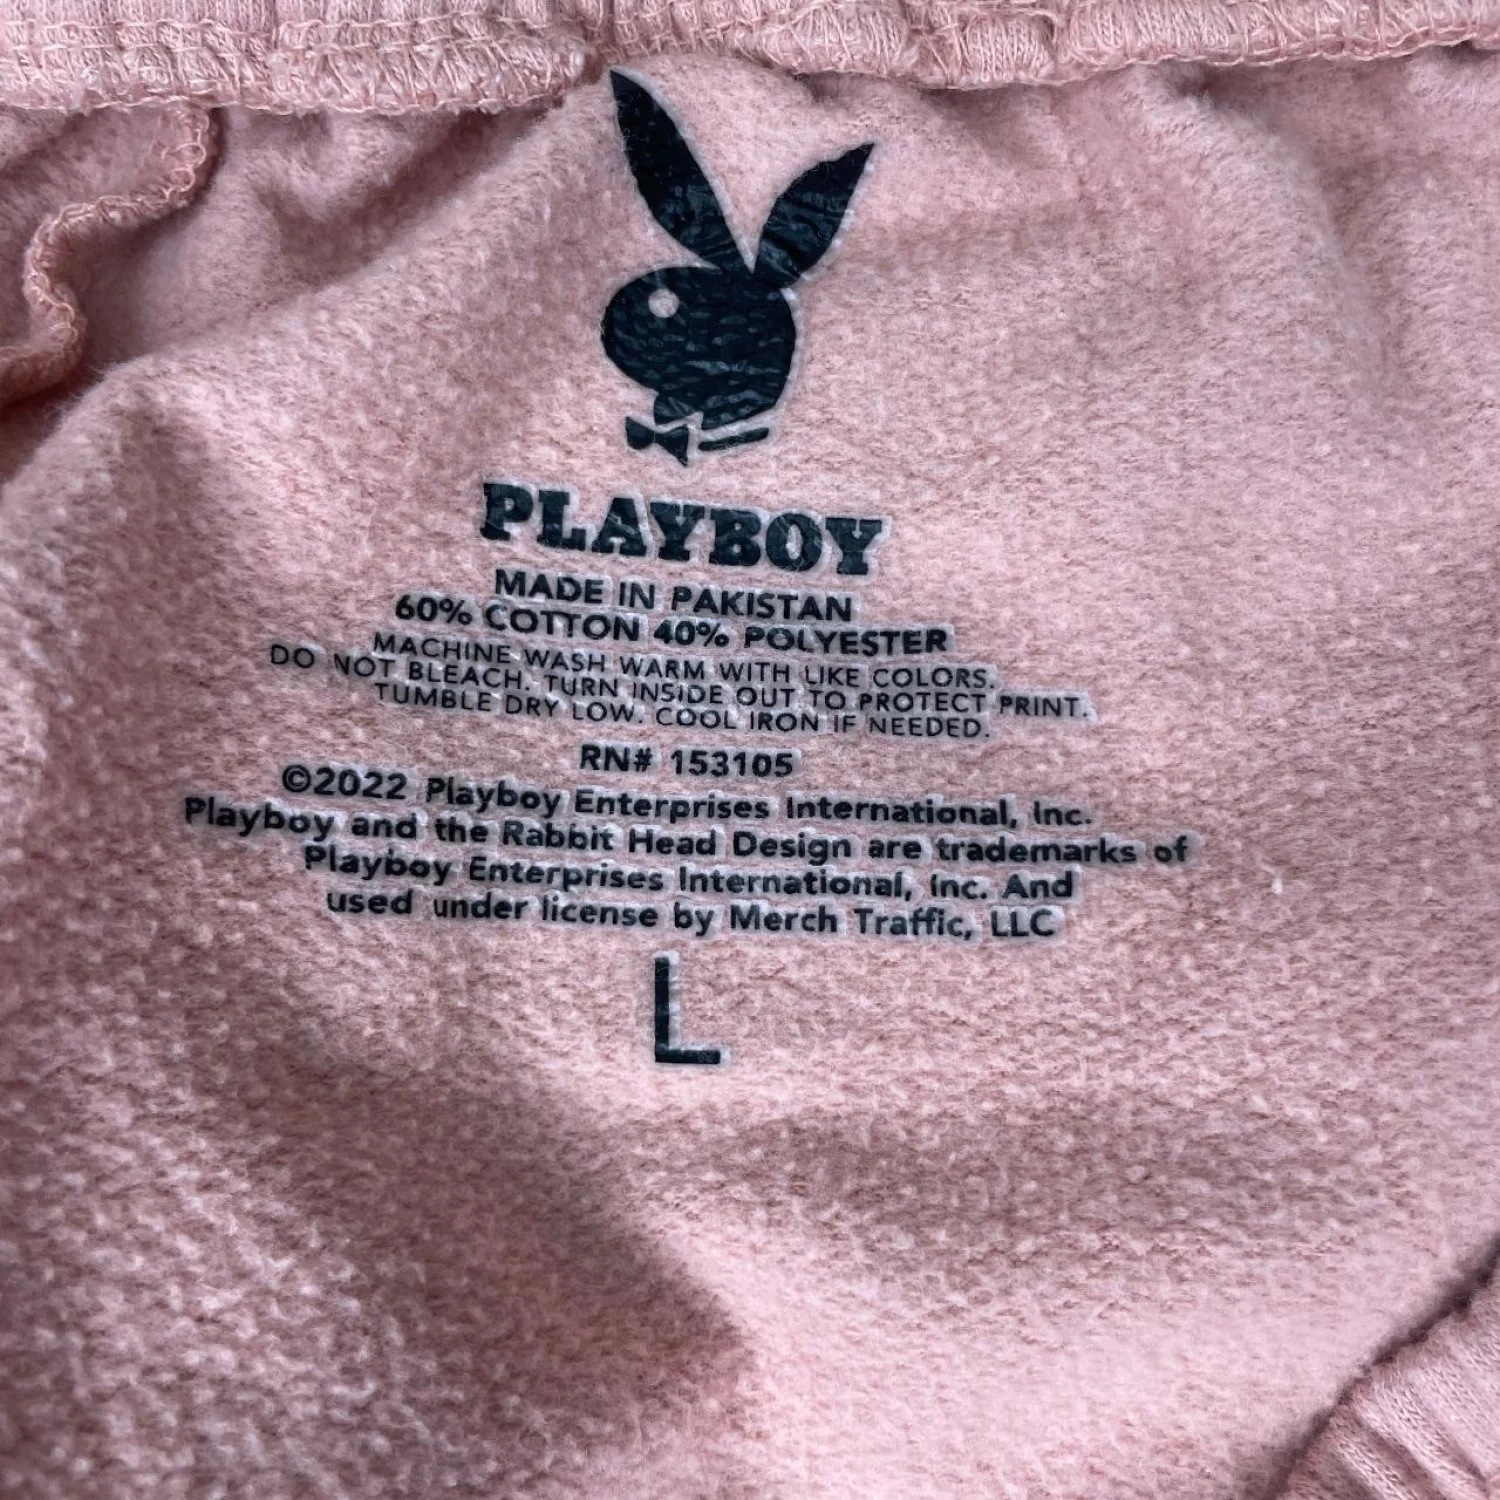 PLAYBOY
MADE IN PAKISTAN
60% COTTON 40% POLYESTER
MACHINE WASH WARM WITH LIKE COLORS.
DO NOT BLEACH. TURN INSIDE OUT TO PROTECT PRINT.
TUMBLE DRY LOW. COOL IRON IF NEEDED.
RN# 153105
©2022 Playboy Enterprises International, Inc.
Playboy and the Rabbit Head Design are trademarks of
Playboy Enterprises International, Inc. And
used under license by Merch Traffic, LLC
L